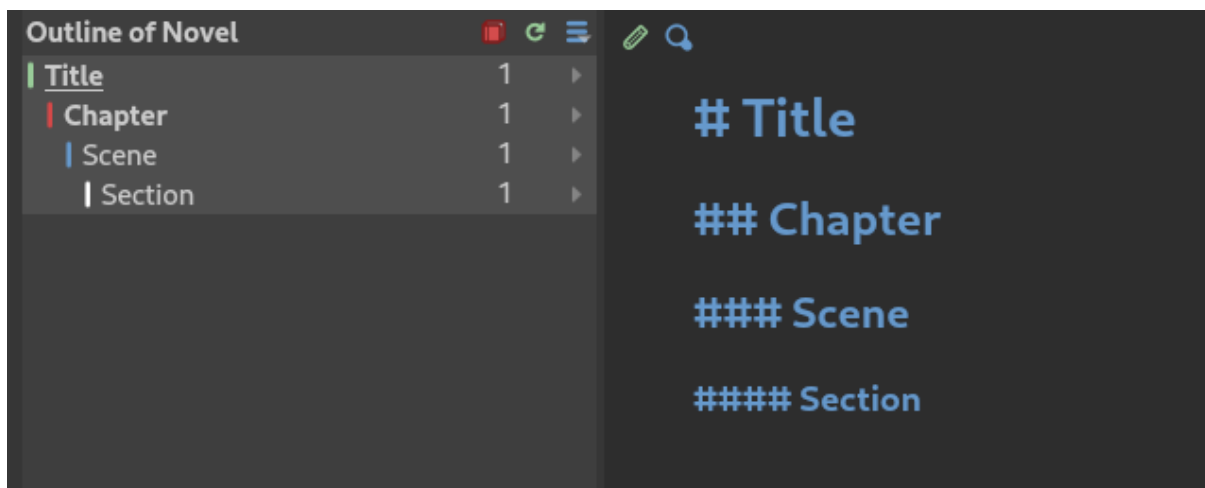 Outline of Novel
Title 1
Chapter 1
Scene 1
Section 1
# Title
## Chapter
### Scene
#### Section